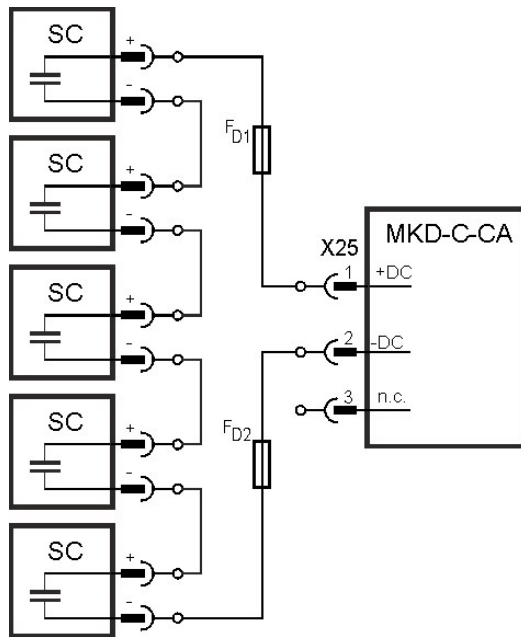 SC
+
-
SC
+
-
SC
+
-
SC
+
-
SC
+
-
FD1
FD2
X25
1
2
3
MKD-C-CA
+DC
-DC
n.c.